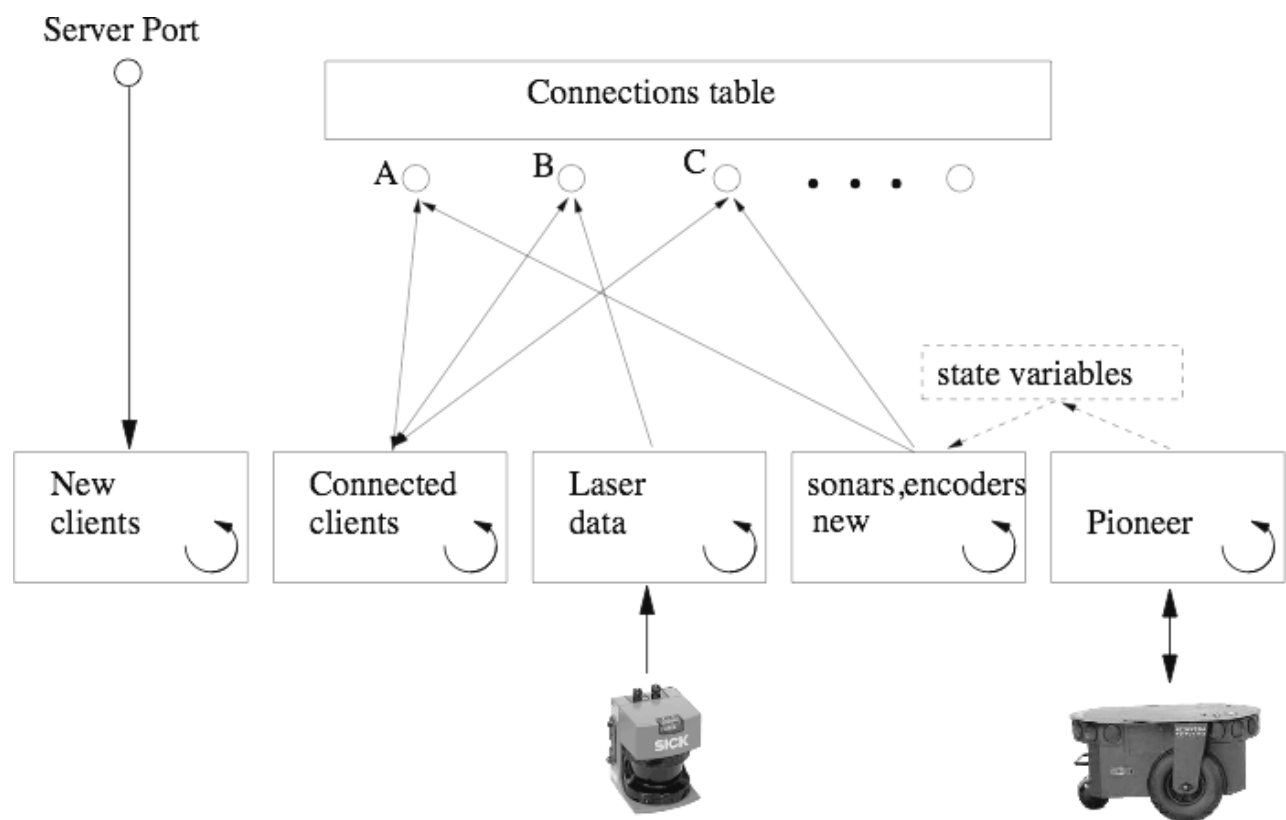 Server Port
Connections table
A
B
C
state variables
New
clients
Connected
clients
Laser
data
sonars,encoders
new
Pioneer
SICK